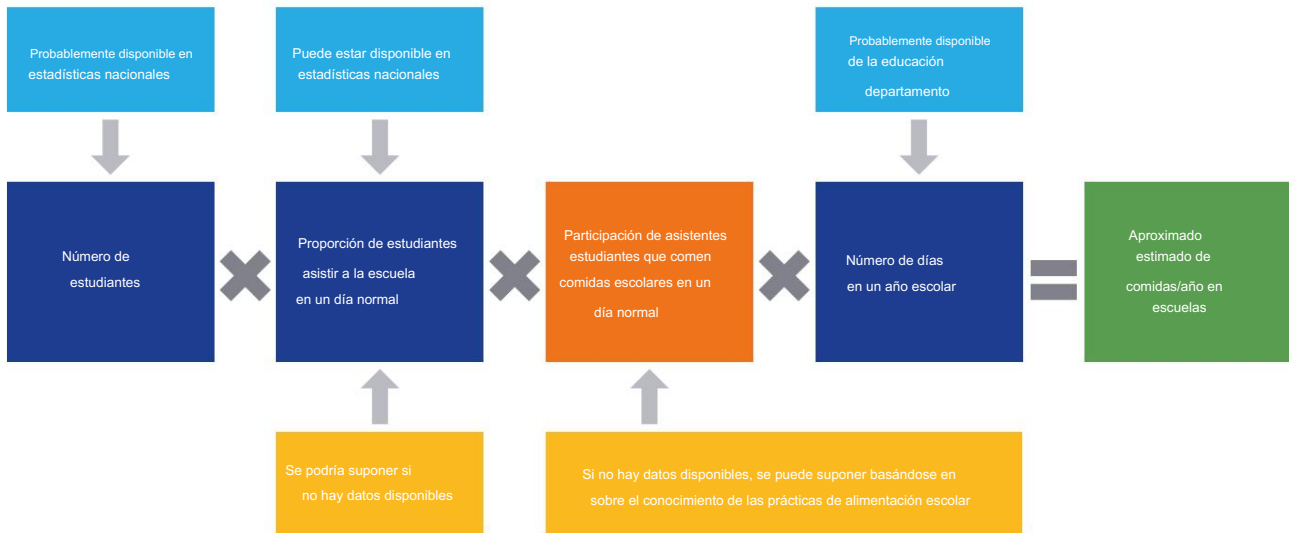 Probablemente disponible en
estadísticas nacionales
Puede estar disponible en
estadísticas nacionales
Probablemente disponible
de la educación
departamento
Número de
estudiantes
Proporción de estudiantes
asistir a la escuela
en un día normal
Participación de asistentes
estudiantes que comen
comidas escolares en un
día normal
Número de días
en un año escolar
Aproximado
estimado de
comidas/año en
escuelas
Se podría suponer si
no hay datos disponibles
Si no hay datos disponibles, se puede suponer basándose en
sobre el conocimiento de las prácticas de alimentación escolar